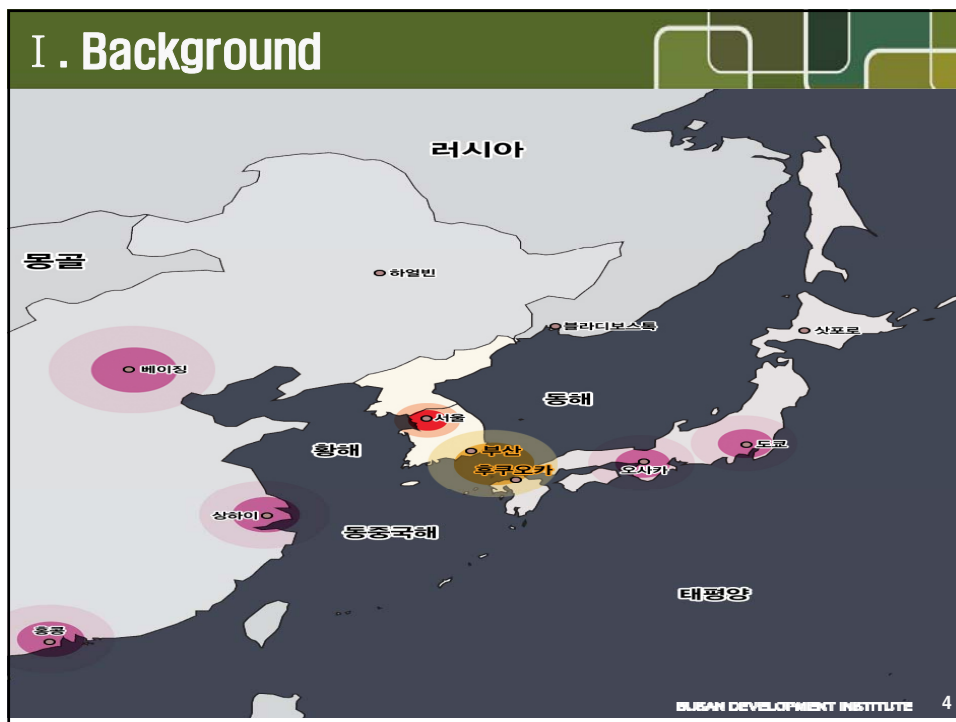 Ⅰ. Background
러시아
몽골
하얼빈
블라디보스톡
삿포로
베이징
동해
서울
도쿄
황해
부산
후쿠오카
오사카
상하이
동중국해
태평양
홍콩
BUSAN DEVELOPMENT INSTITUTE
4